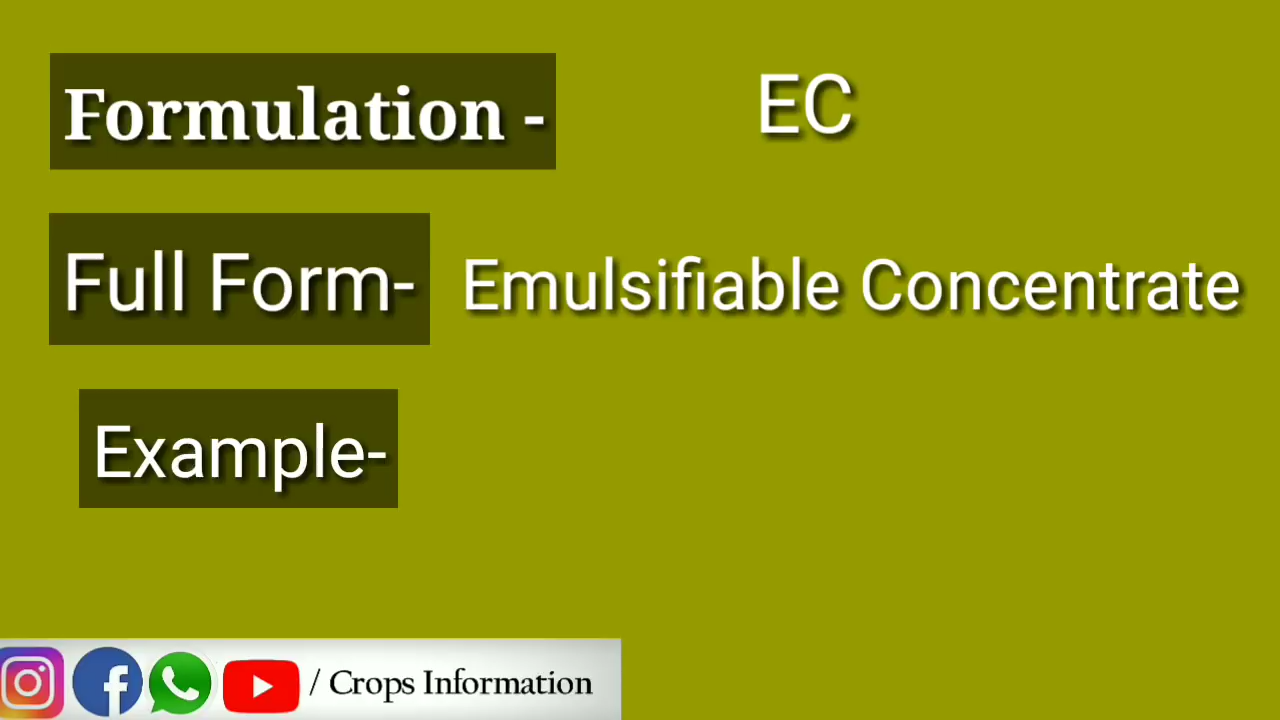 Formulation - EC
Full Form- Emulsifiable Concentrate
Example-
/ Crops Information